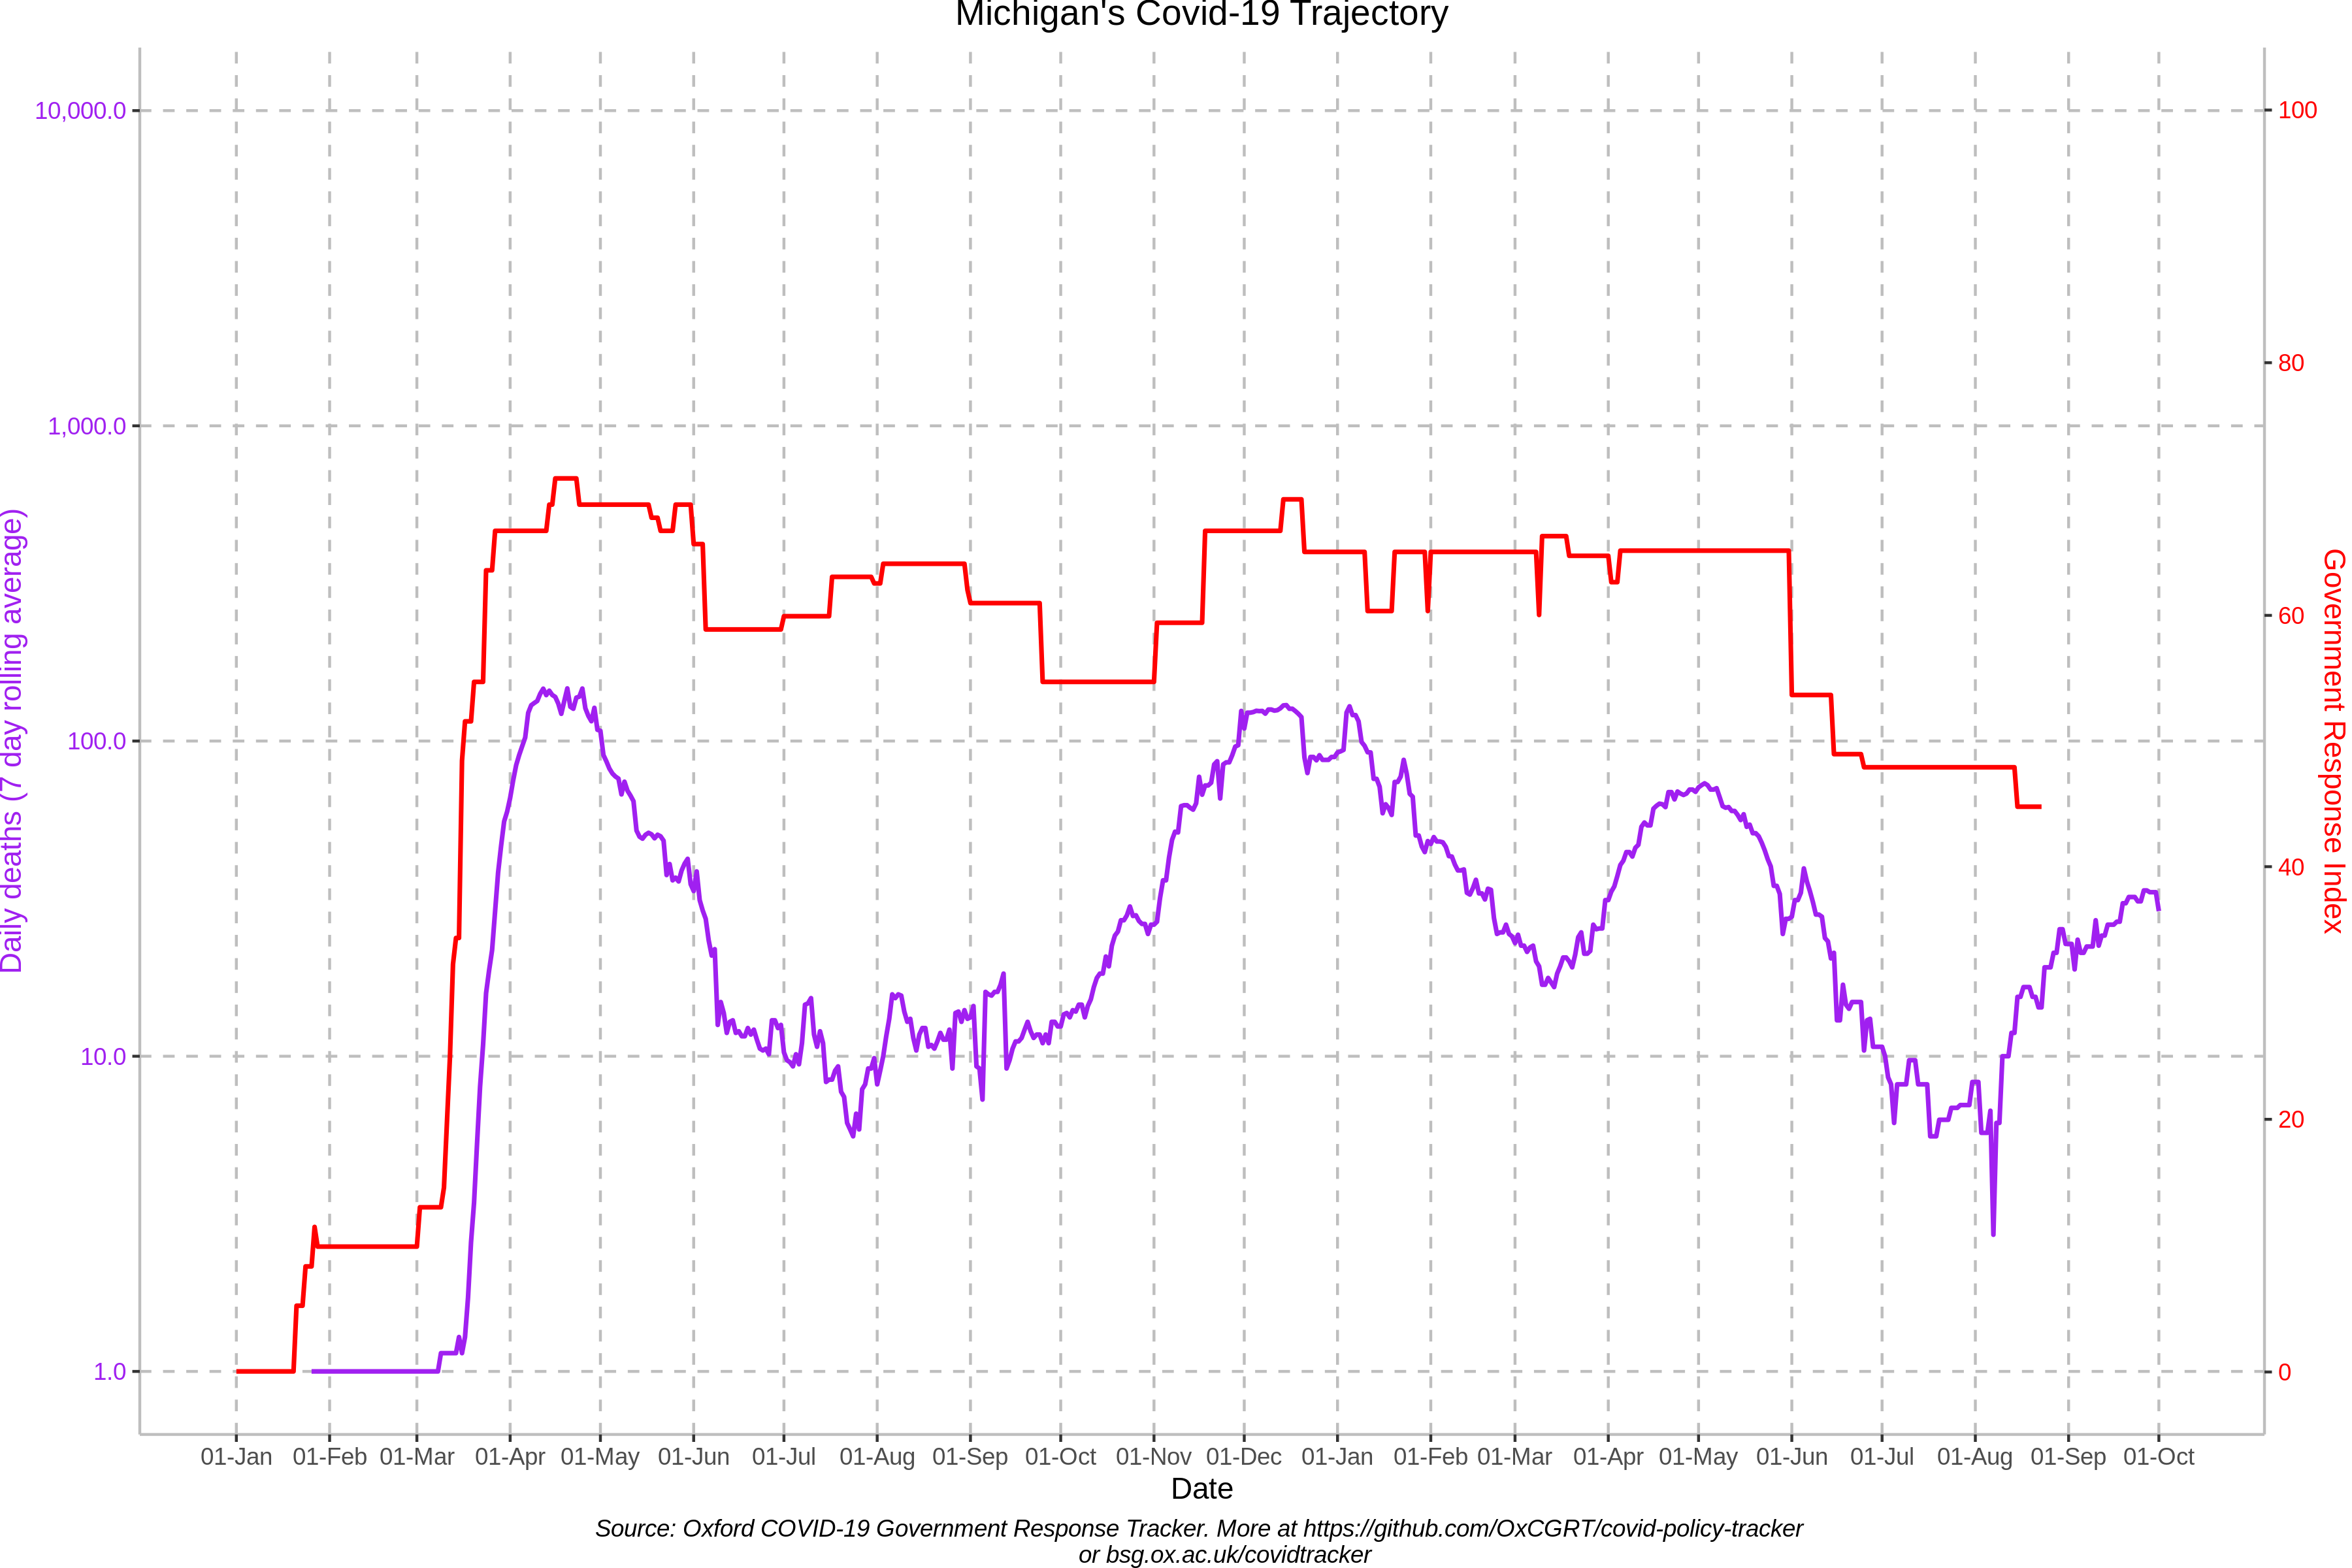 Michigan's Covid-19 Trajectory
10,000.0
1,000.0
100.0
10.0
1.0
Daily deaths (7 day rolling average)
100
80
60
40
20
0
Government Response Index
01-Jan 01-Feb 01-Mar 01-Apr 01-May 01-Jun 01-Jul 01-Aug 01-Sep 01-Oct 01-Nov 01-Dec 01-Jan 01-Feb 01-Mar 01-Apr 01-May 01-Jun 01-Jul 01-Aug 01-Sep 01-Oct
Date
Source: Oxford COVID-19 Government Response Tracker. More at https://github.com/OxCGRT/covid-policy-tracker
or bsg.ox.ac.uk/covidtracker